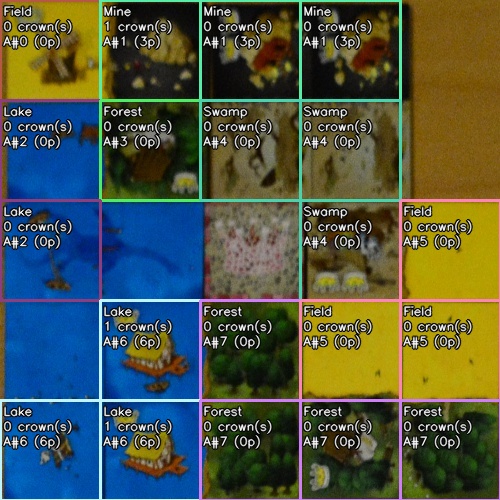 Field
0 crown(s)
A#0 (0p)
Mine
1 crown(s)
A#1 (3p)
Mine
0 crown(s)
A#1 (3p)
Mine
0 crown(s)
A#1 (3p)
Lake
0 crown(s)
A#2 (0p)
Forest
0 crown(s)
A#3 (0p)
Swamp
0 crown(s)
A#4 (0p)
Swamp
0 crown(s)
A#4 (0p)
Lake
0 crown(s)
A#2 (0p)
Swamp
0 crown(s)
A#4 (0p)
Field
0 crown(s)
A#5 (0p)
Lake
1 crown(s)
A#6 (6p)
Forest
0 crown(s)
A#7 (0p)
Field
0 crown(s)
A#5 (0p)
Field
0 crown(s)
A#5 (0p)
Lake
0 crown(s)
A#6 (6p)
Lake
1 crown(s)
A#6 (6p)
Forest
0 crown(s)
A#7 (0p)
Forest
0 crown(s)
A#7 (0p)
Forest
0 crown(s)
A#7 (0p)